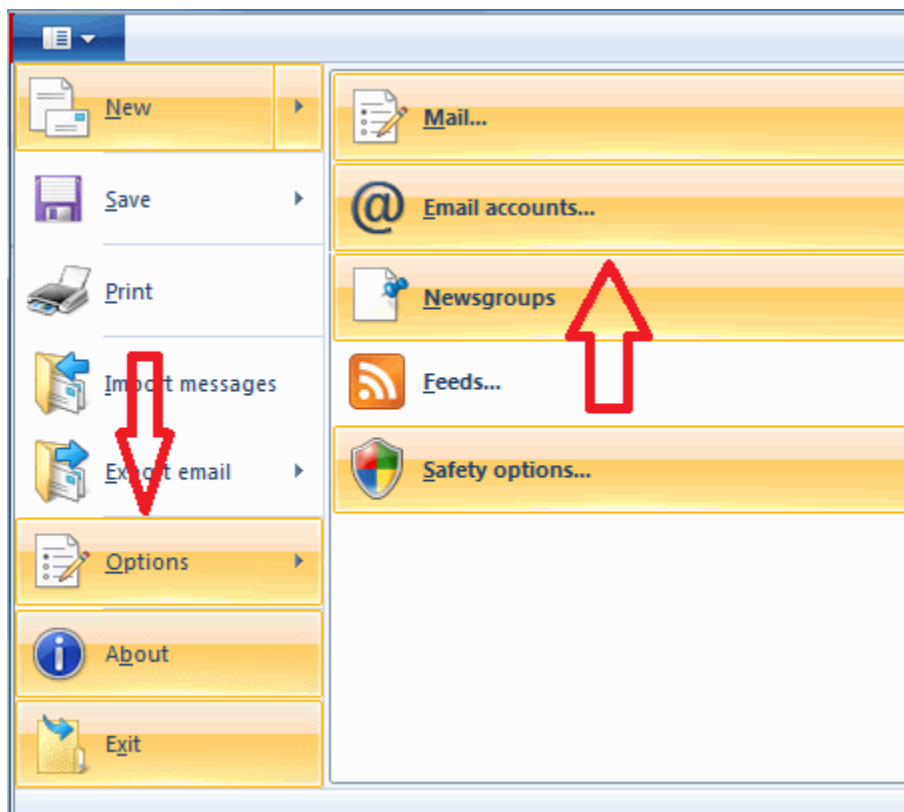 New
Save
Print
Import messages
Export email
Options
About
Exit
Mail...
Email accounts...
Newsgroups
Feeds...
Safety options...